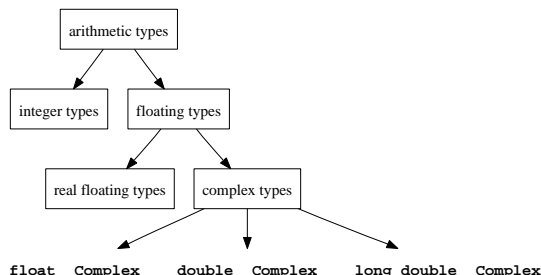 arithmetic types
integer types floating types
real floating types complex types
float _Complex double _Complex long double _Complex